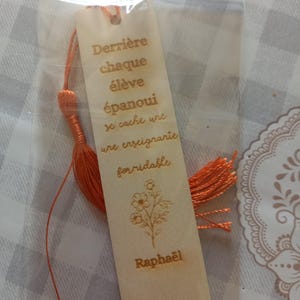 Derrière
chaque
élève
épanoui
se cache une
une enseignante
formidable
Raphaël